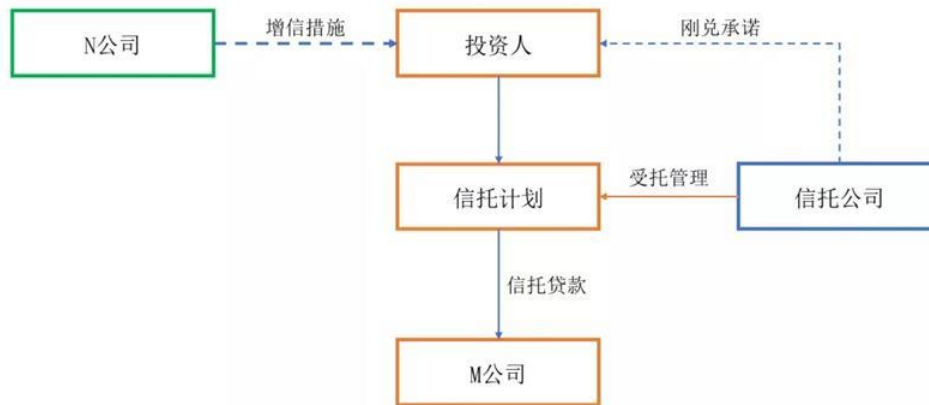 N公司
增信措施
投资人
刚兑承诺
信托计划
受托管理
信托公司
信托贷款
M公司